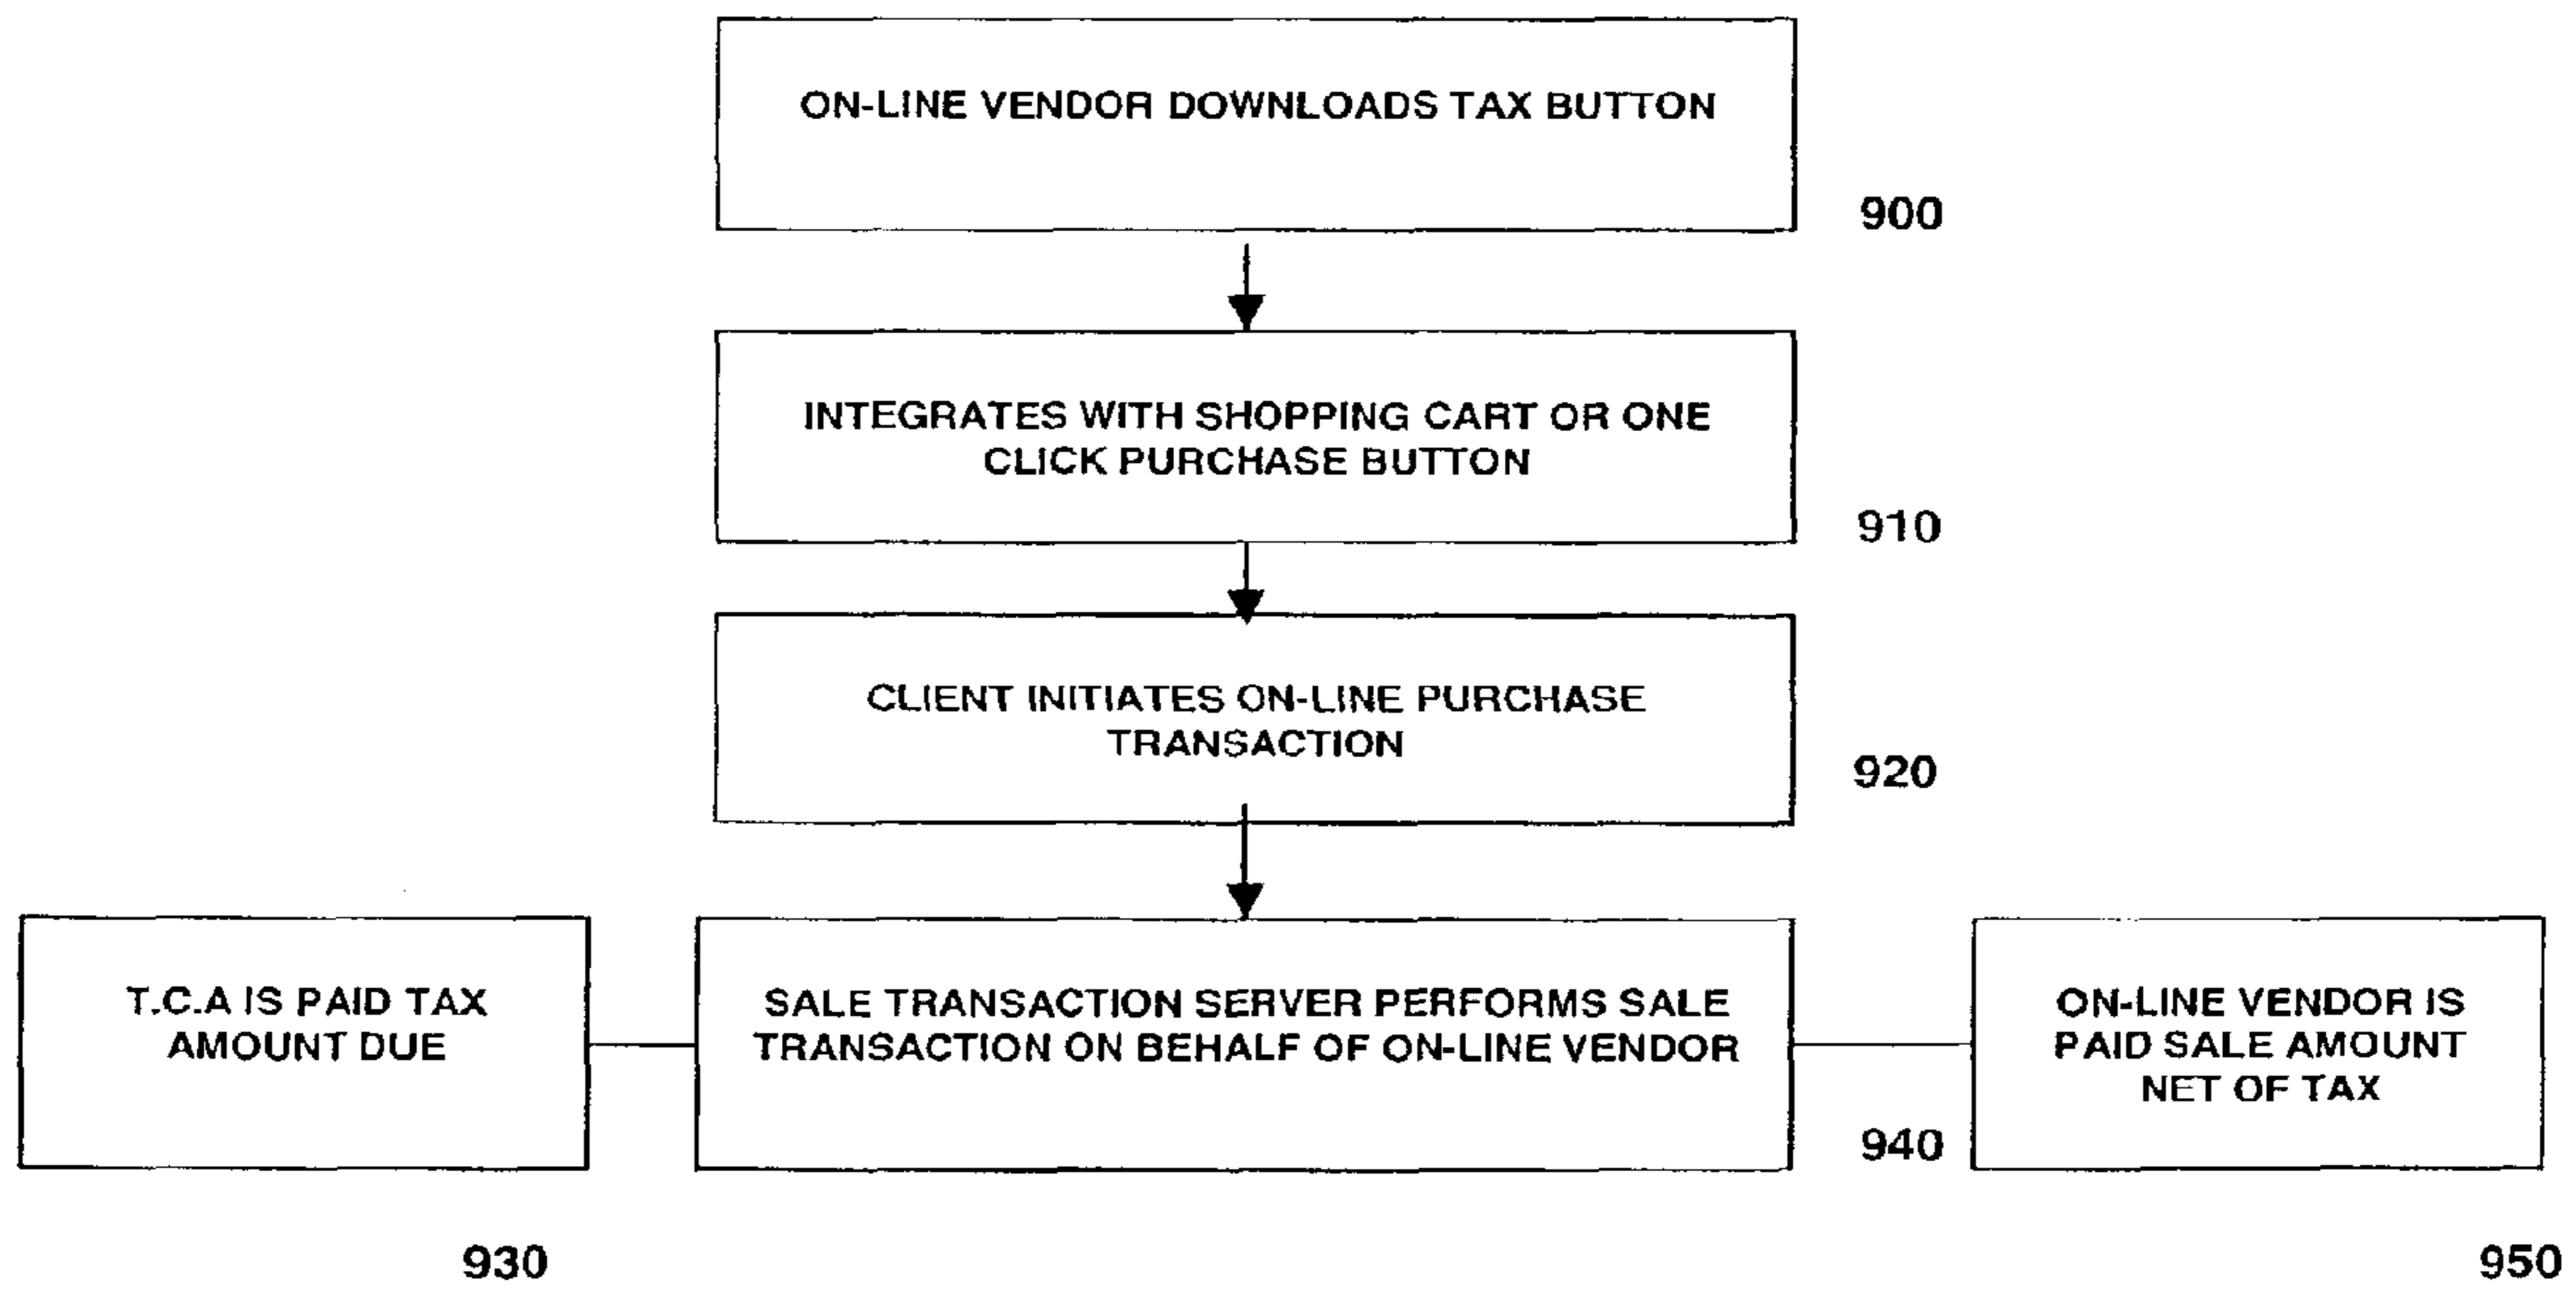 ON-LINE VENDOR DOWNLOADS TAX BUTTON
900
INTEGRATES WITH SHOPPING CART OR ONE
CLICK PURCHASE BUTTON
910
CLIENT INITIATES ON-LINE PURCHASE
TRANSACTION
920
T.C.A IS PAID TAX
AMOUNT DUE
930
SALE TRANSACTION SERVER PERFORMS SALE
TRANSACTION ON BEHALF OF ON-LINE VENDOR
940
ON-LINE VENDOR IS
PAID SALE AMOUNT
NET OF TAX
950